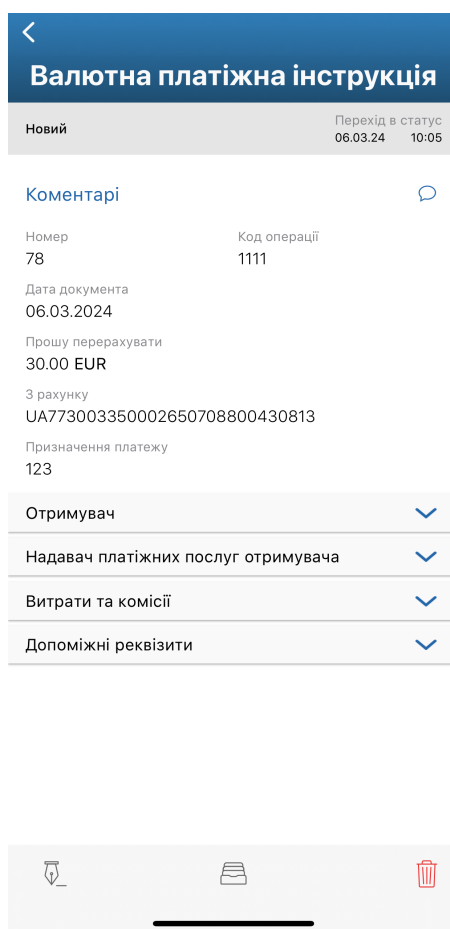 Валютна платіжна інструкція
Новий
Перехід в статус
06.03.24 10:05
Коментарі
Номер Код операції
78 1111
Дата документа
06.03.2024
Прошу перерахувати
30.00 EUR
З рахунку
UA773003350002650708800430813
Призначення платежу
123
Отримувач
Надавач платіжних послуг отримувача
Витрати та комісії
Допоміжні реквізити